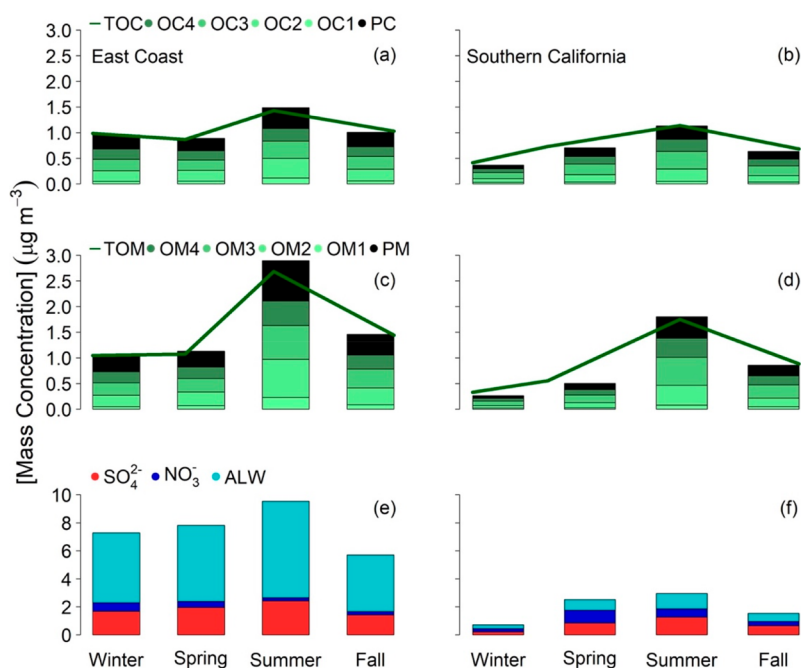 3.0 TOC OC4 OC3 OC2 OC1 PC
2.5 East Coast (a) Southern California (b)
2.0
1.5
1.0
0.5
0.0
3.0 TOM OM4 OM3 OM2 OM1 PM
2.5 (c) (d)
2.0
1.5
1.0
0.5
0.0
[Mass Concentration] (μg m⁻³)
SO₄²⁻ NO₃⁻ ALW
10 (e) (f)
8
6
4
2
0
Winter Spring Summer Fall Winter Spring Summer Fall